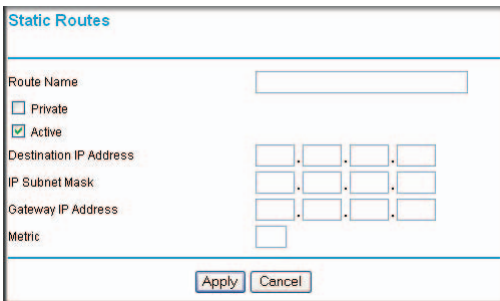 Static Routes
Route Name
Private
Active
Destination IP Address
. . .
IP Subnet Mask
. . .
Gateway IP Address
. . .
Metric
Apply Cancel